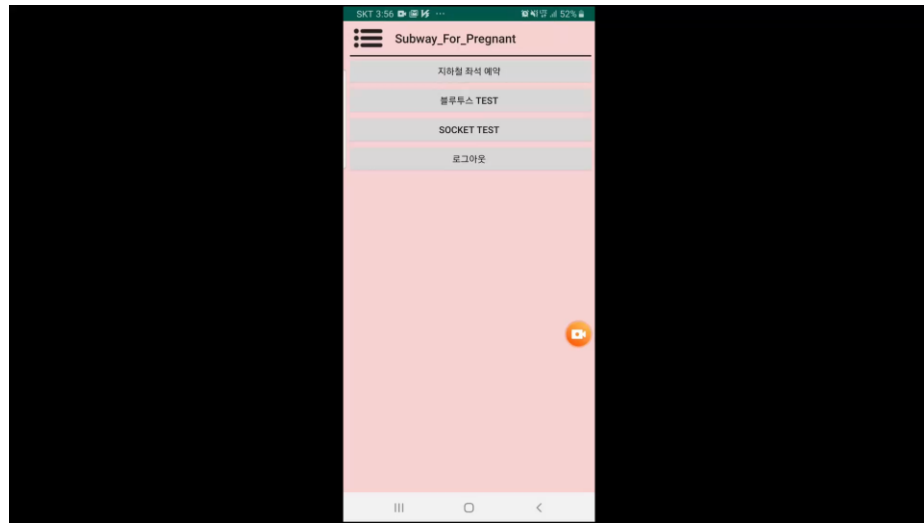 SKT 3:56 ... 52%
Subway_For_Pregnant
지하철 좌석 예약
블루투스 TEST
SOCKET TEST
로그아웃